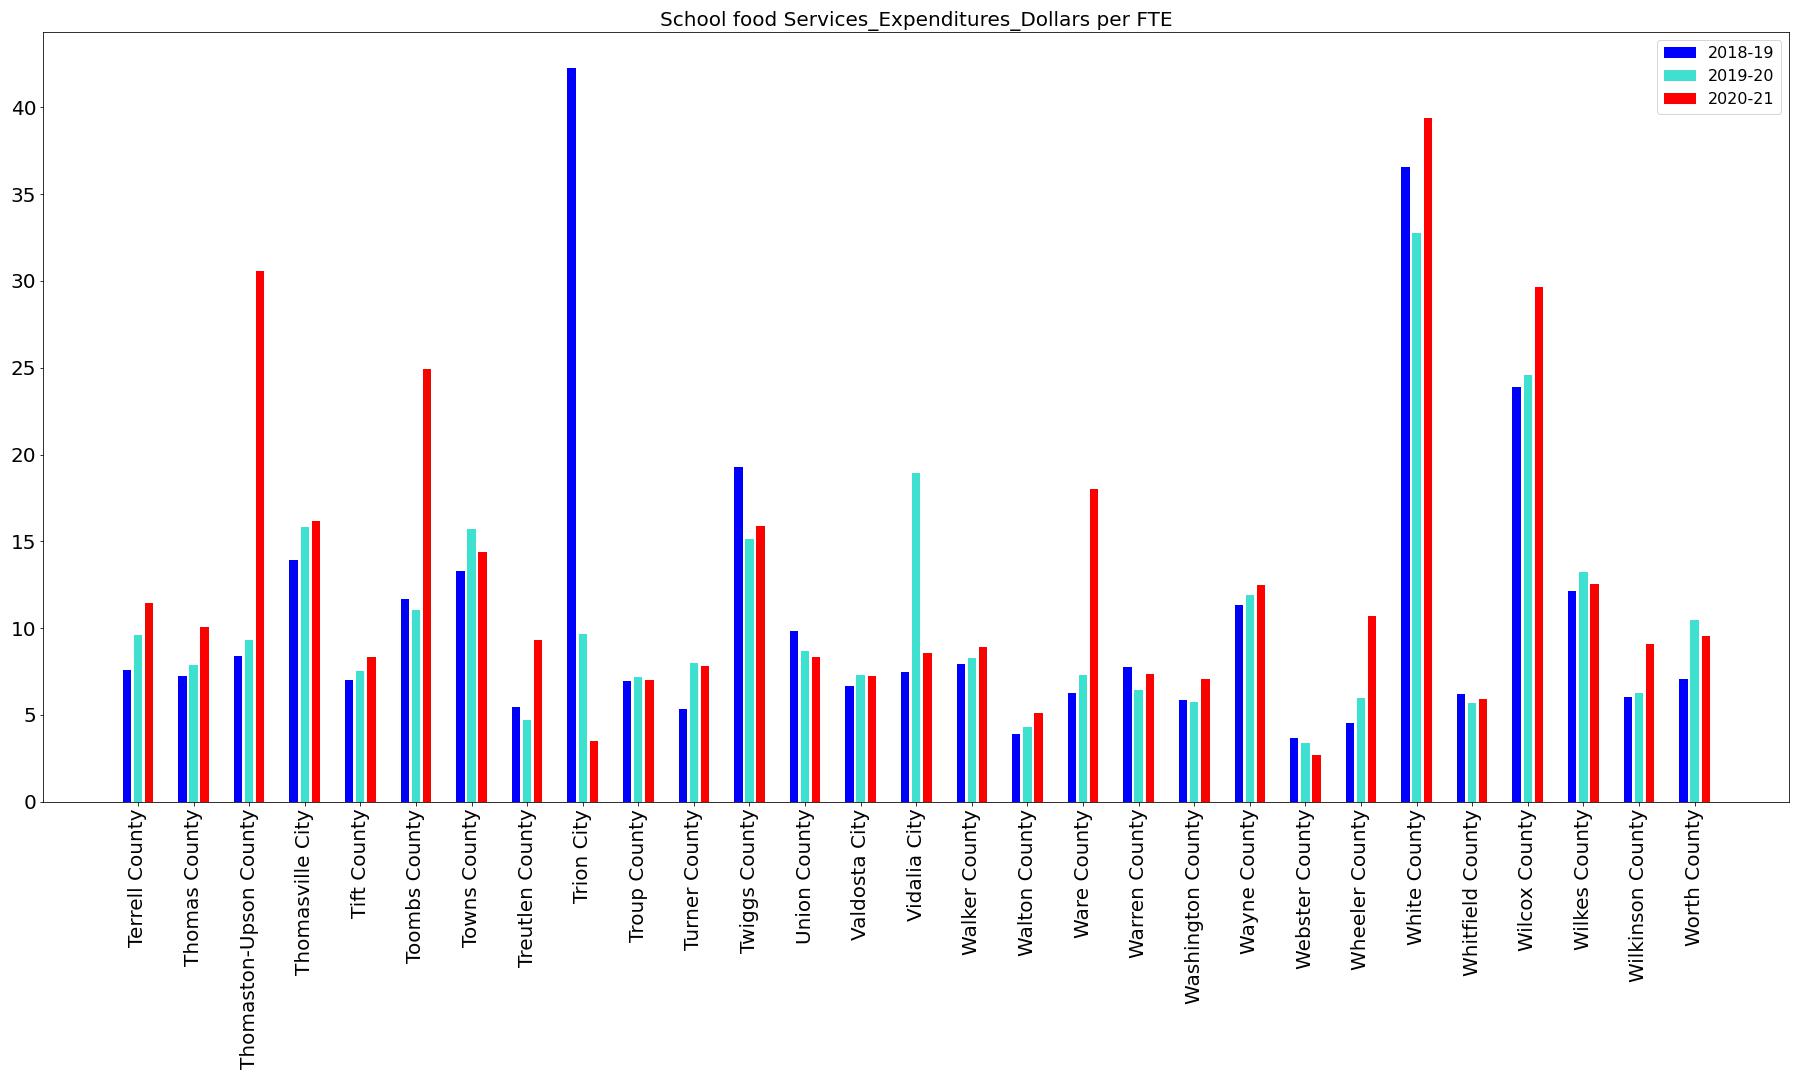 School food Services_Expenditures_Dollars per FTE
2018-19
2019-20
2020-21
40
35
30
25
20
15
10
5
0
Terrell County
Thomas County
Thomaston-Upson County
Thomasville City
Tift County
Toombs County
Towns County
Treutlen County
Trion City
Troup County
Turner County
Twiggs County
Union County
Valdosta City
Vidalia City
Walker County
Walton County
Ware County
Warren County
Washington County
Wayne County
Webster County
Wheeler County
White County
Whitfield County
Wilcox County
Wilkes County
Wilkinson County
Worth County